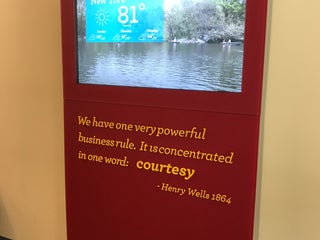 New York
81°
We have one very powerful
business rule. It is concentrated
in one word: courtesy
· Henry Wells 1864